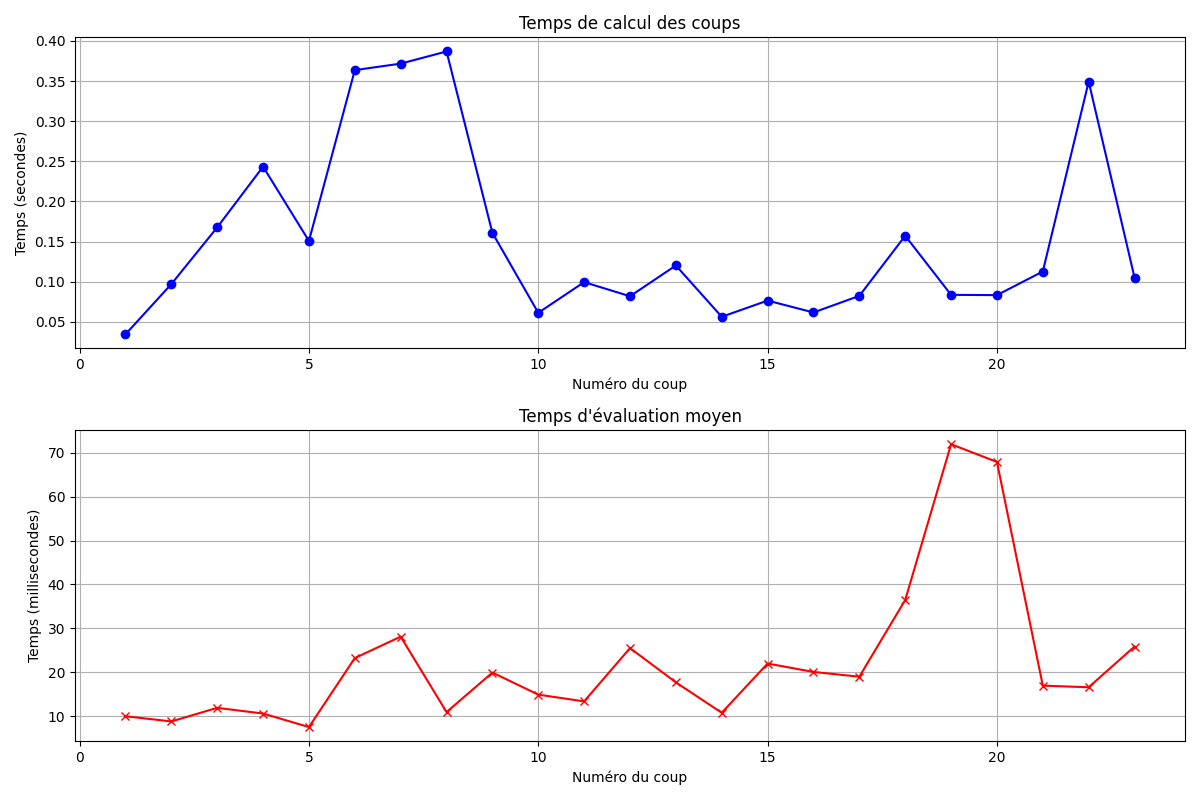 Temps de calcul des coups
0.40
0.35
0.30
0.25
0.20
0.15
0.10
0.05
Temps (secondes)
0 5 10 15 20
Numéro du coup
Temps d'évaluation moyen
70
60
50
40
30
20
10
Temps (millisecondes)
0 5 10 15 20
Numéro du coup